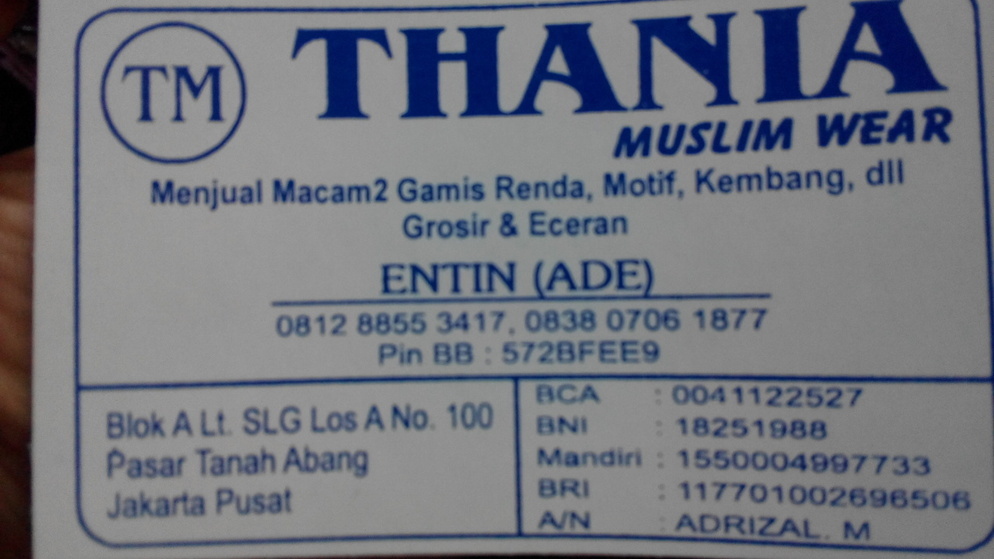 TM
THANIA
MUSLIM WEAR
Menjual Macam2 Gamis Renda, Motif, Kembang, dll
Grosir & Eceran
ENTIN (ADE)
0812 8855 3417, 0838 0706 1877
Pin BB : 572BFEE9
Blok A Lt. SLG Los A No. 100
Pasar Tanah Abang
Jakarta Pusat
BCA : 0041122527
BNI : 18251988
Mandiri : 1550004997733
BRI : 117701002696506
A/N : ADRIZAL. M